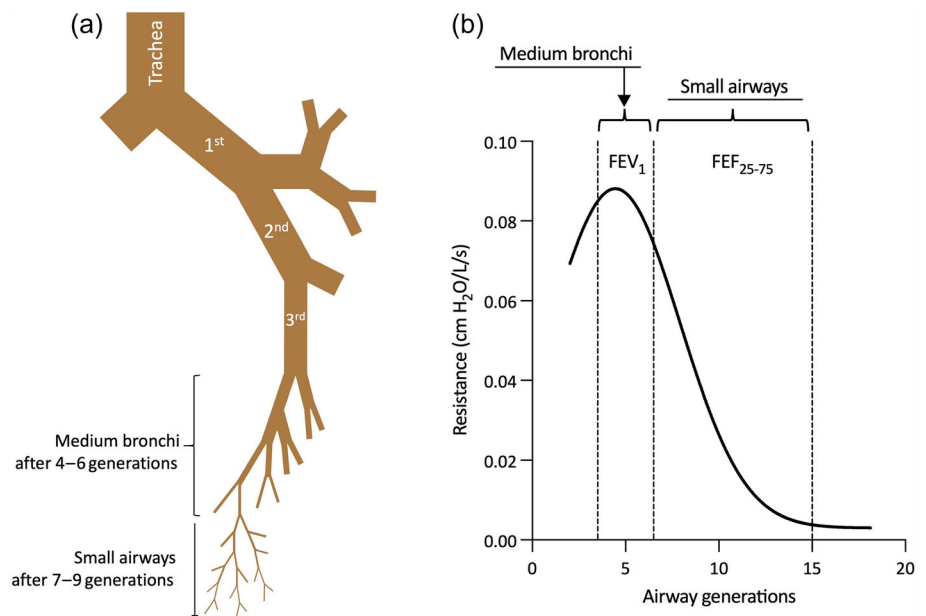 (a)
Trachea
1st
2nd
3rd
Medium bronchi
after 4–6 generations
Small airways
after 7–9 generations
(b)
Medium bronchi
Small airways
FEV1
FEF25-75
0.10
0.08
0.06
0.04
0.02
0.00
Resistance (cm H2O/L/s)
0
5
10
15
20
Airway generations